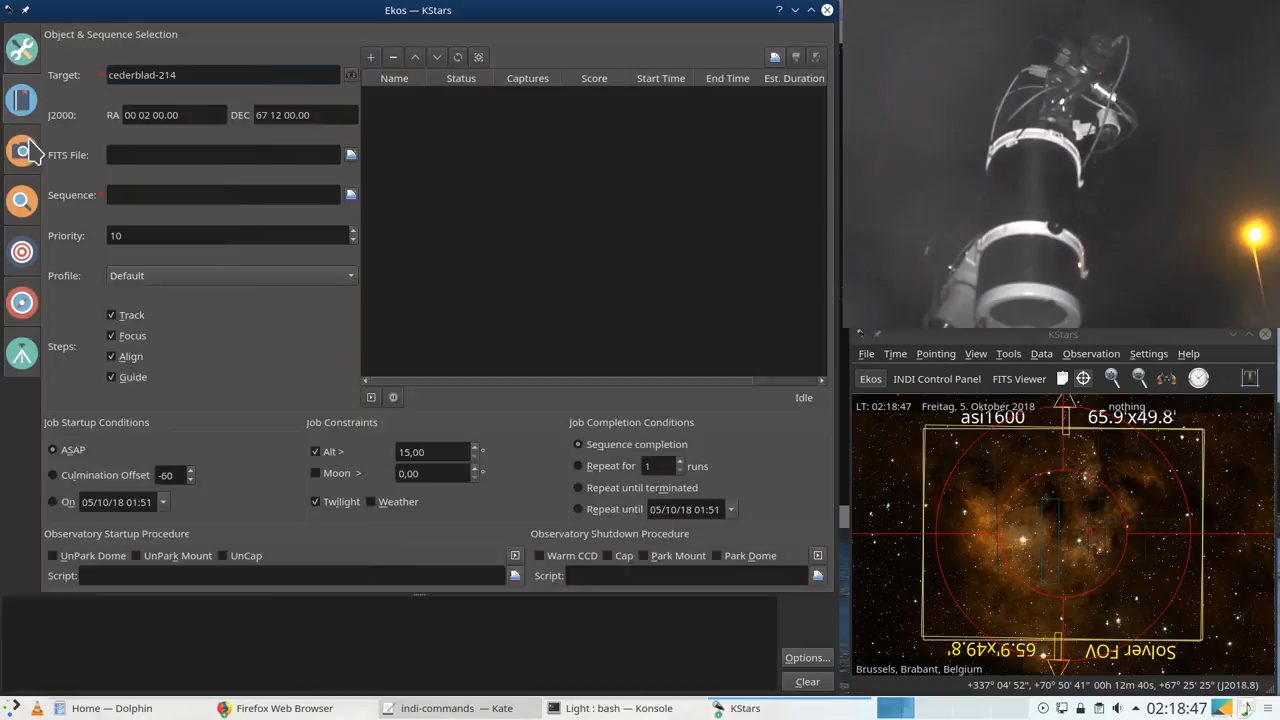 Ekos — KStars
Object & Sequence Selection
Target: * cederblad-214
J2000: RA 00 02 00.00 DEC 67 12 00.00
FITS File:
Sequence: *
Priority: 10
Profile: Default
Steps:
Track
Focus
Align
Guide
Name Status Captures Score Start Time End Time Est. Duration
Idle
Job Startup Conditions
ASAP
Culmination Offset -60
On 05/10/18 01:51
Job Constraints
Alt > 15,00 °
Moon > 0,00 °
Twilight Weather
Job Completion Conditions
Sequence completion
Repeat for 1 runs
Repeat until terminated
Repeat until 05/10/18 01:51
Observatory Startup Procedure
UnPark Dome UnPark Mount UnCap
Script:
Observatory Shutdown Procedure
Warm CCD Cap Park Mount Park Dome
Script:
Options...
Clear
KStars
File Time Pointing View Tools Data Observation Settings Help
Ekos INDI Control Panel FITS Viewer
LT: 02:18:47 Freitag, 5. Oktober 2018 nothing
asi1600 65.9'x49.8'
Solver FOV 65.9'x49.8'
Brussels, Brabant, Belgium
+337° 04' 52", +70° 50' 41" 00h 12m 40s, +67° 25' 25" (J2018.8)
Home — Dolphin Firefox Web Browser indi-commands — Kate Light : bash — Konsole KStars 02:18:47